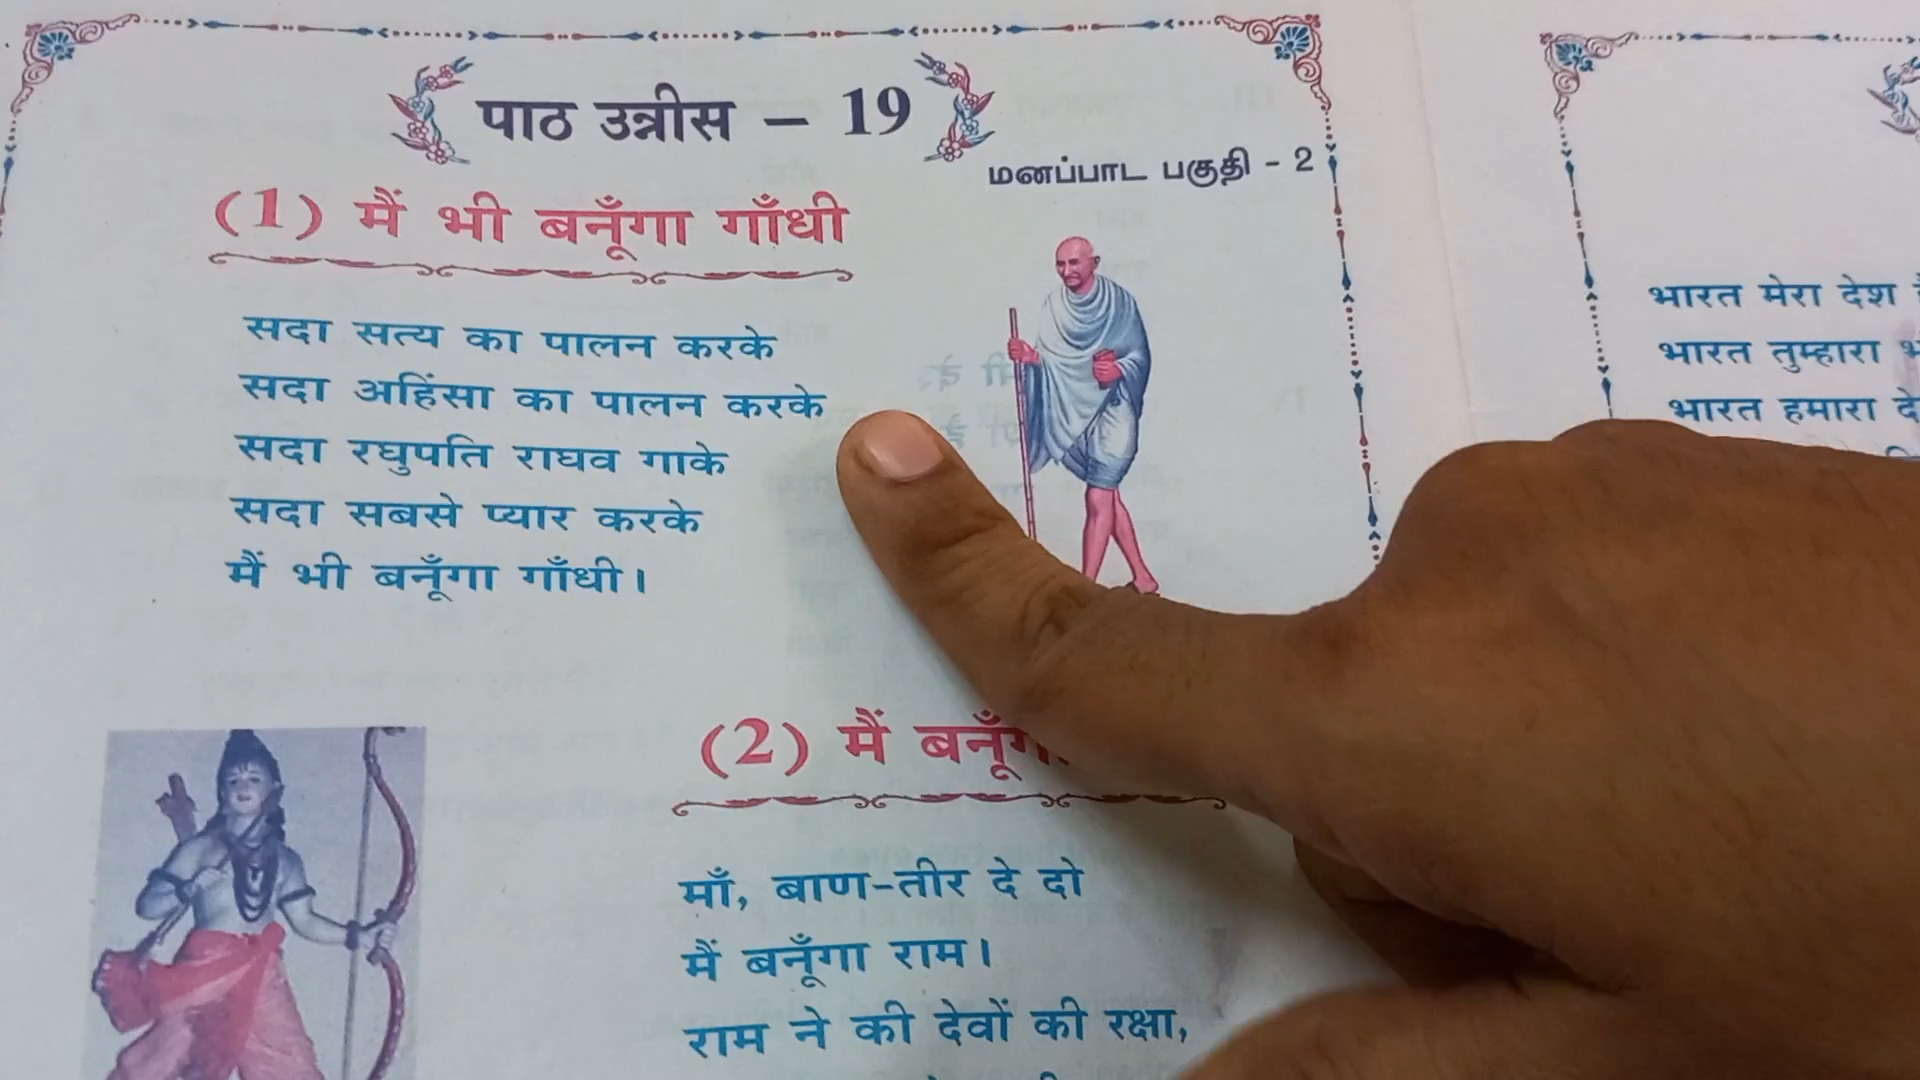 पाठ उन्नीस – 19
மனப்பாட பகுதி - 2
(1) मैं भी बनूँगा गाँधी
सदा सत्य का पालन करके
सदा अहिंसा का पालन करके
सदा रघुपति राघव गाके
सदा सबसे प्यार करके
मैं भी बनूँगा गाँधी।
(2) मैं
माँ, बाण-तीर दे दो
मैं बनूँगा राम।
राम ने की देवों की रक्षा,
भारत मेरा देश
भारत तुम्हारा
भारत हमारा